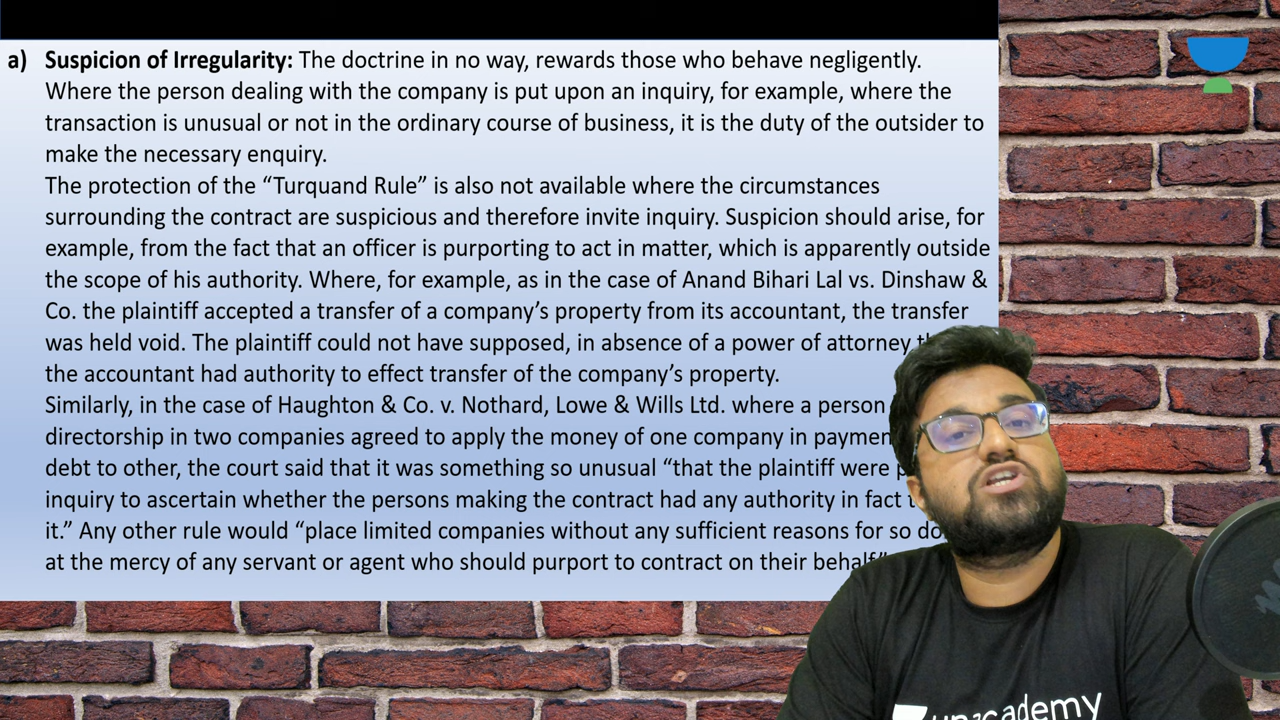 a) Suspicion of Irregularity: The doctrine in no way, rewards those who behave negligently.
Where the person dealing with the company is put upon an inquiry, for example, where the
transaction is unusual or not in the ordinary course of business, it is the duty of the outsider to
make the necessary enquiry.
The protection of the “Turquand Rule” is also not available where the circumstances
surrounding the contract are suspicious and therefore invite inquiry. Suspicion should arise, for
example, from the fact that an officer is purporting to act in matter, which is apparently outside
the scope of his authority. Where, for example, as in the case of Anand Bihari Lal vs. Dinshaw &
Co. the plaintiff accepted a transfer of a company’s property from its accountant, the transfer
was held void. The plaintiff could not have supposed, in absence of a power of attorney
the accountant had authority to effect transfer of the company’s property.
Similarly, in the case of Haughton & Co. v. Nothard, Lowe & Wills Ltd. where a person
directorship in two companies agreed to apply the money of one company in
debt to other, the court said that it was something so unusual “that the plaintiff were
inquiry to ascertain whether the persons making the contract had any authority in fact
it.” Any other rule would “place limited companies without any sufficient reasons for so
at the mercy of any servant or agent who should purport to contract on their behalf”
unacademy